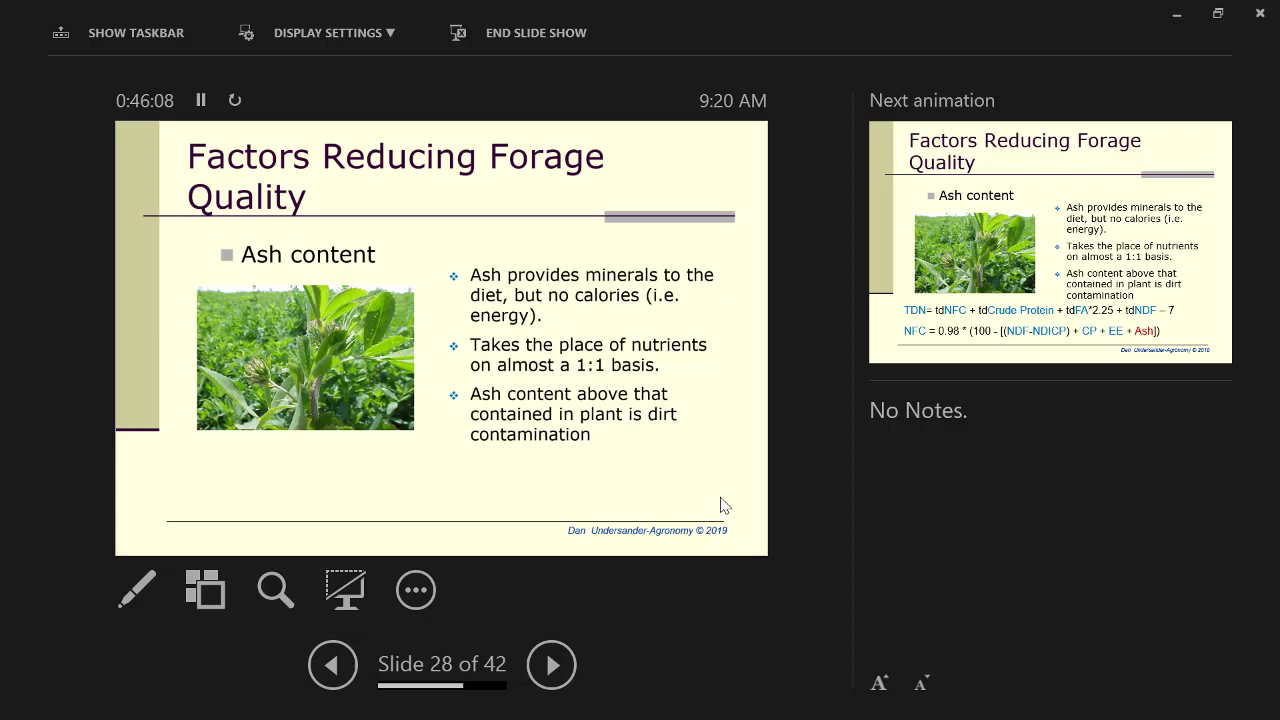 SHOW TASKBAR
DISPLAY SETTINGS ▼
END SLIDE SHOW
0:46:08
9:20 AM
Factors Reducing Forage
Quality
Ash content
Ash provides minerals to the
diet, but no calories (i.e.
energy).
Takes the place of nutrients
on almost a 1:1 basis.
Ash content above that
contained in plant is dirt
contamination
Dan Undersander-Agronomy © 2019
Slide 28 of 42
Next animation
Factors Reducing Forage
Quality
Ash content
Ash provides minerals to the
diet, but no calories (i.e.
energy).
Takes the place of nutrients
on almost a 1:1 basis.
Ash content above that
contained in plant is dirt
contamination
TDN= tdNFC + tdCrude Protein + tdFA*2.25 + tdNDF – 7
NFC = 0.98 * (100 - [(NDF-NDICP) + CP + EE + Ash])
Dan Undersander-Agronomy © 2019
No Notes.
A A